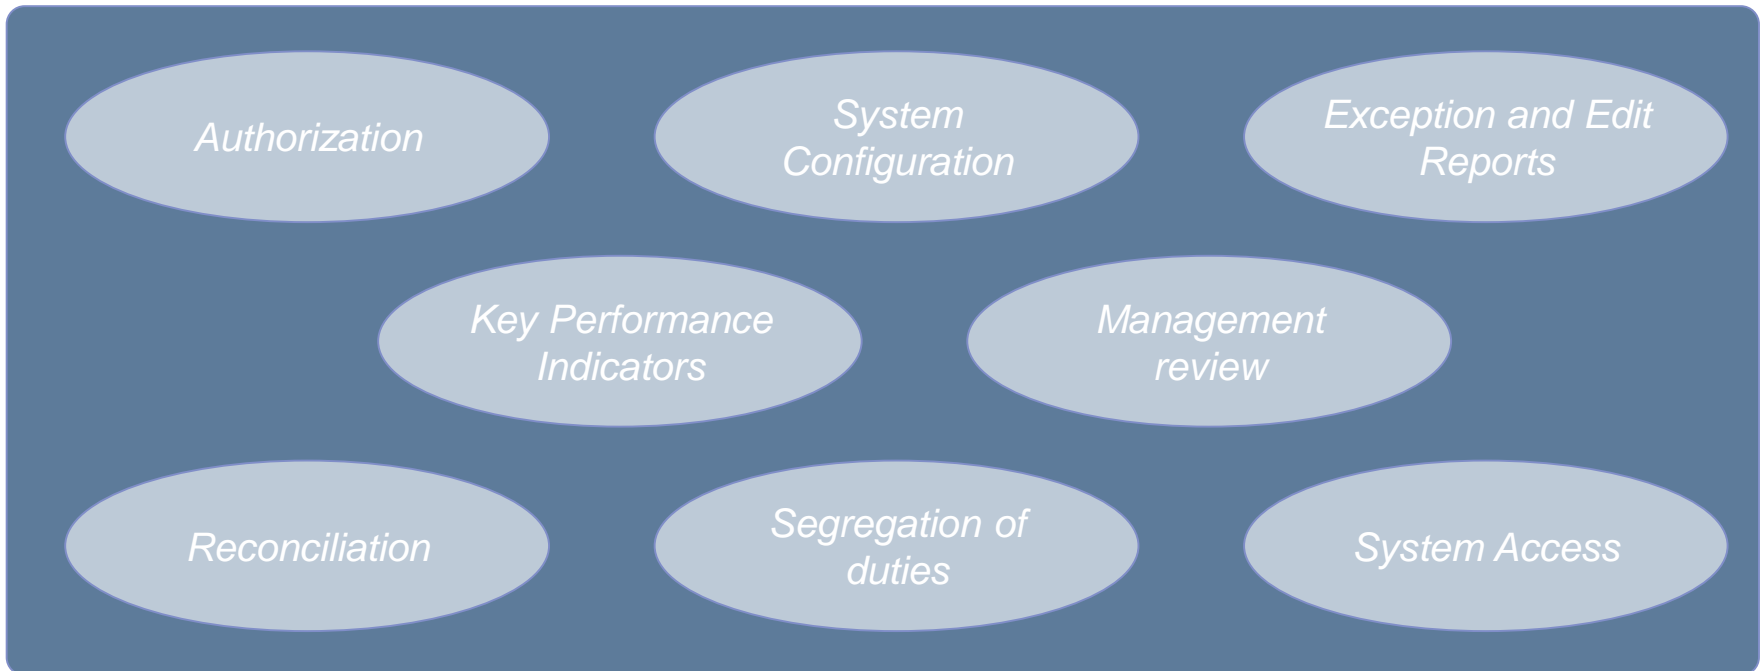 Authorization
System
Configuration
Exception and Edit
Reports
Key Performance
Indicators
Management
review
Reconciliation
Segregation of
duties
System Access